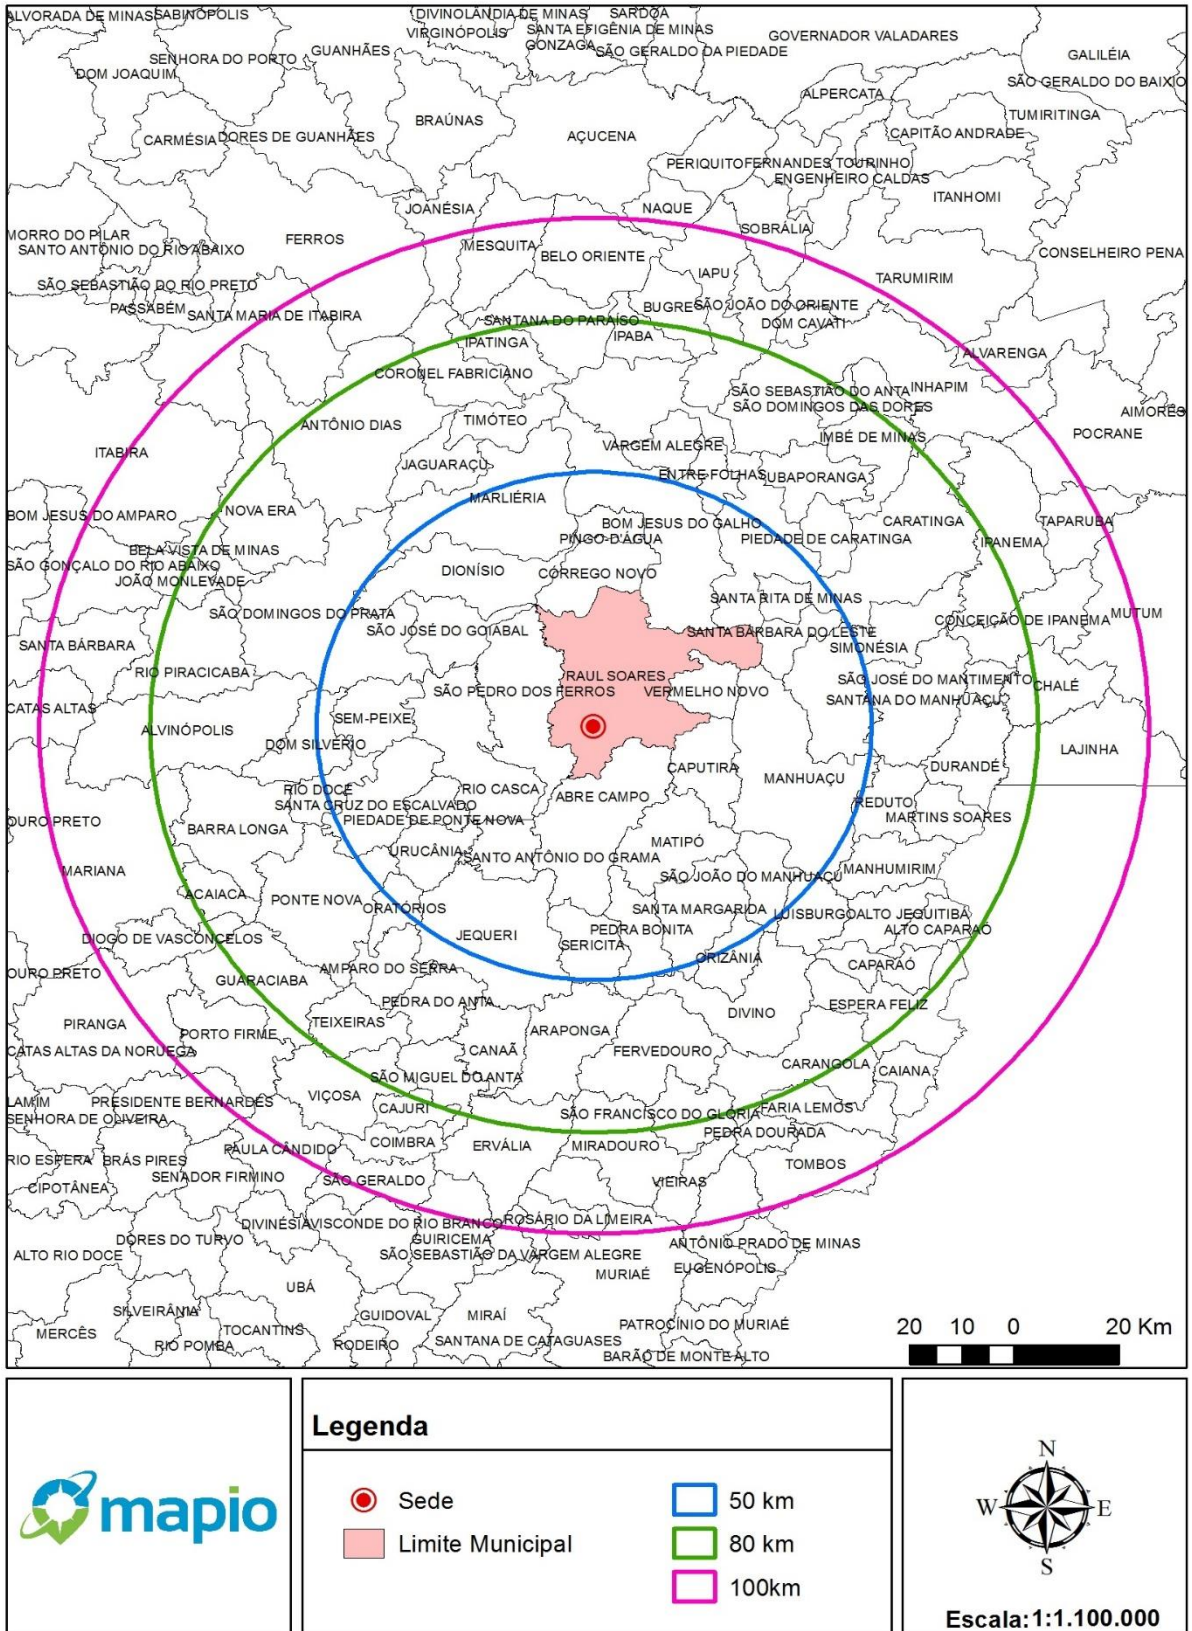 ALVORADA DE MINAS
SABINÓPOLIS
DIVINOLÂNDIA DE MINAS
SARDOÁ
VIRGINÓPOLIS
SANTA EFIGÊNIA DE MINAS
GONZAGA
SÃO GERALDO DA PIEDADE
GOVERNADOR VALADARES
GUANHÃES
SENHORA DO PORTO
DOM JOAQUIM
GALILÉIA
SÃO GERALDO DO BAIXIO
ALPERCATA
TUMIRITINGA
BRAÚNAS
AÇUCENA
CARMÉSIA
DORES DE GUANHÃES
CAPITÃO ANDRADE
PERIQUITO
FERNANDES TOURINHO
ENGENHEIRO CALDAS
ITANHOMI
JOANÉSIA
NAQUE
SOBRÁLIA
MORRO DO PILAR
SANTO ANTÔNIO DO RIO ABAIXO
FERROS
MESQUITA
BELO ORIENTE
CONSELHEIRO PENA
IAPU
TARUMIRIM
SÃO SEBASTIÃO DO RIO PRETO
PASSABÉM
SANTA MARIA DE ITABIRA
BUGRE
SÃO JOÃO DO ORIENTE
SANTANA DO PARAÍSO
DOM CAVATI
IPATINGA
IPABA
ALVARENGA
CORONEL FABRICIANO
SÃO SEBASTIÃO DO ANTA
INHAPIM
SÃO DOMINGOS DAS DORES
AIMORÉS
ANTÔNIO DIAS
TIMÓTEO
POCRANE
IMBÉ DE MINAS
VARGEM ALEGRE
ITABIRA
JAGUARAÇU
ENTRE FOLHAS
UBAPORANGA
MARLIÉRIA
BOM JESUS DO AMPARO
NOVA ERA
BOM JESUS DO GALHO
CARATINGA
TAPARUBA
PINGO D'ÁGUA
PIEDADE DE CARATINGA
IPANEMA
BELA VISTA DE MINAS
SÃO GONÇALO DO RIO ABAIXO
JOÃO MONLEVADE
DIONÍSIO
CÓRREGO NOVO
SANTA RITA DE MINAS
SÃO DOMINGOS DO PRATA
CONCEIÇÃO DE IPANEMA
MUTUM
SÃO JOSÉ DO GOIABAL
SANTA BÁRBARA DO LESTE
SANTA BÁRBARA
SIMONÉSIA
RIO PIRACICABA
RAUL SOARES
SÃO JOSÉ DO MANTIMENTO
CHALÉ
SÃO PEDRO DOS FERROS
VERMELHO NOVO
SANTANA DO MANHUAÇU
CATAS ALTAS
SEM-PEIXE
ALVINÓPOLIS
DOM SILVÉRIO
LAJINHA
CAPUTIRA
MANHUAÇU
DURANDÉ
RIO DOCE
RIO CASCA
ABRE CAMPO
SANTA CRUZ DO ESCALVADO
REDUTO
PIEDADE DE PONTE NOVA
MARTINS SOARES
OURO PRETO
BARRA LONGA
MATIPÓ
URUCÂNIA
SANTO ANTÔNIO DO GRAMA
MARIANA
MANHUMIRIM
SÃO JOÃO DO MANHUAÇU
ACAIACA
PONTE NOVA
ORATÓRIOS
SANTA MARGARIDA
LUISBURGO
ALTO JEQUITIBÁ
PEDRA BONITA
ALTO CAPARAÓ
JEQUERI
DIOGO DE VASCONCELOS
SERICITA
ORIZÂNIA
OURO PRETO
AMPARO DO SERRA
CAPARAÓ
GUARACIABA
PEDRA DO ANTA
ESPERA FELIZ
PIRANGA
TEIXEIRAS
DIVINO
PORTO FIRME
ARAPONGA
CATAS ALTAS DA NORUEGA
CANAÃ
FERVEDOURO
CARANGOLA
CAIANA
SÃO MIGUEL DO ANTA
VIÇOSA
LAMIM
PRESIDENTE BERNARDES
CAJURI
FARIA LEMOS
SENHORA DE OLIVEIRA
SÃO FRANCISCO DO GLÓRIA
PEDRA DOURADA
COIMBRA
ERVÁLIA
MIRADOURO
PAULA CÂNDIDO
RIO ESPERA
BRÁS PIRES
TOMBOS
SENADOR FIRMINO
SÃO GERALDO
VIEIRAS
CIPOTÂNEA
DIVINÉSIA
VISCONDE DO RIO BRANCO
ROSÁRIO DA LIMEIRA
DORES DO TURVO
GUIRICEMA
ANTÔNIO PRADO DE MINAS
ALTO RIO DOCE
SÃO SEBASTIÃO DA VARGEM ALEGRE
EUGENÓPOLIS
MURIAÉ
UBÁ
SILVEIRÂNIA
GUIDOVAL
MIRAÍ
PATROCÍNIO DO MURIAÉ
MERCÊS
TOCANTINS
RIO POMBA
RODEIRO
SANTANA DE CATAGUASES
BARÃO DE MONTE ALTO
20 10 0 20 Km
mapio
Legenda
Sede
Limite Municipal
50 km
80 km
100km
N
W E
S
Escala:1:1.100.000